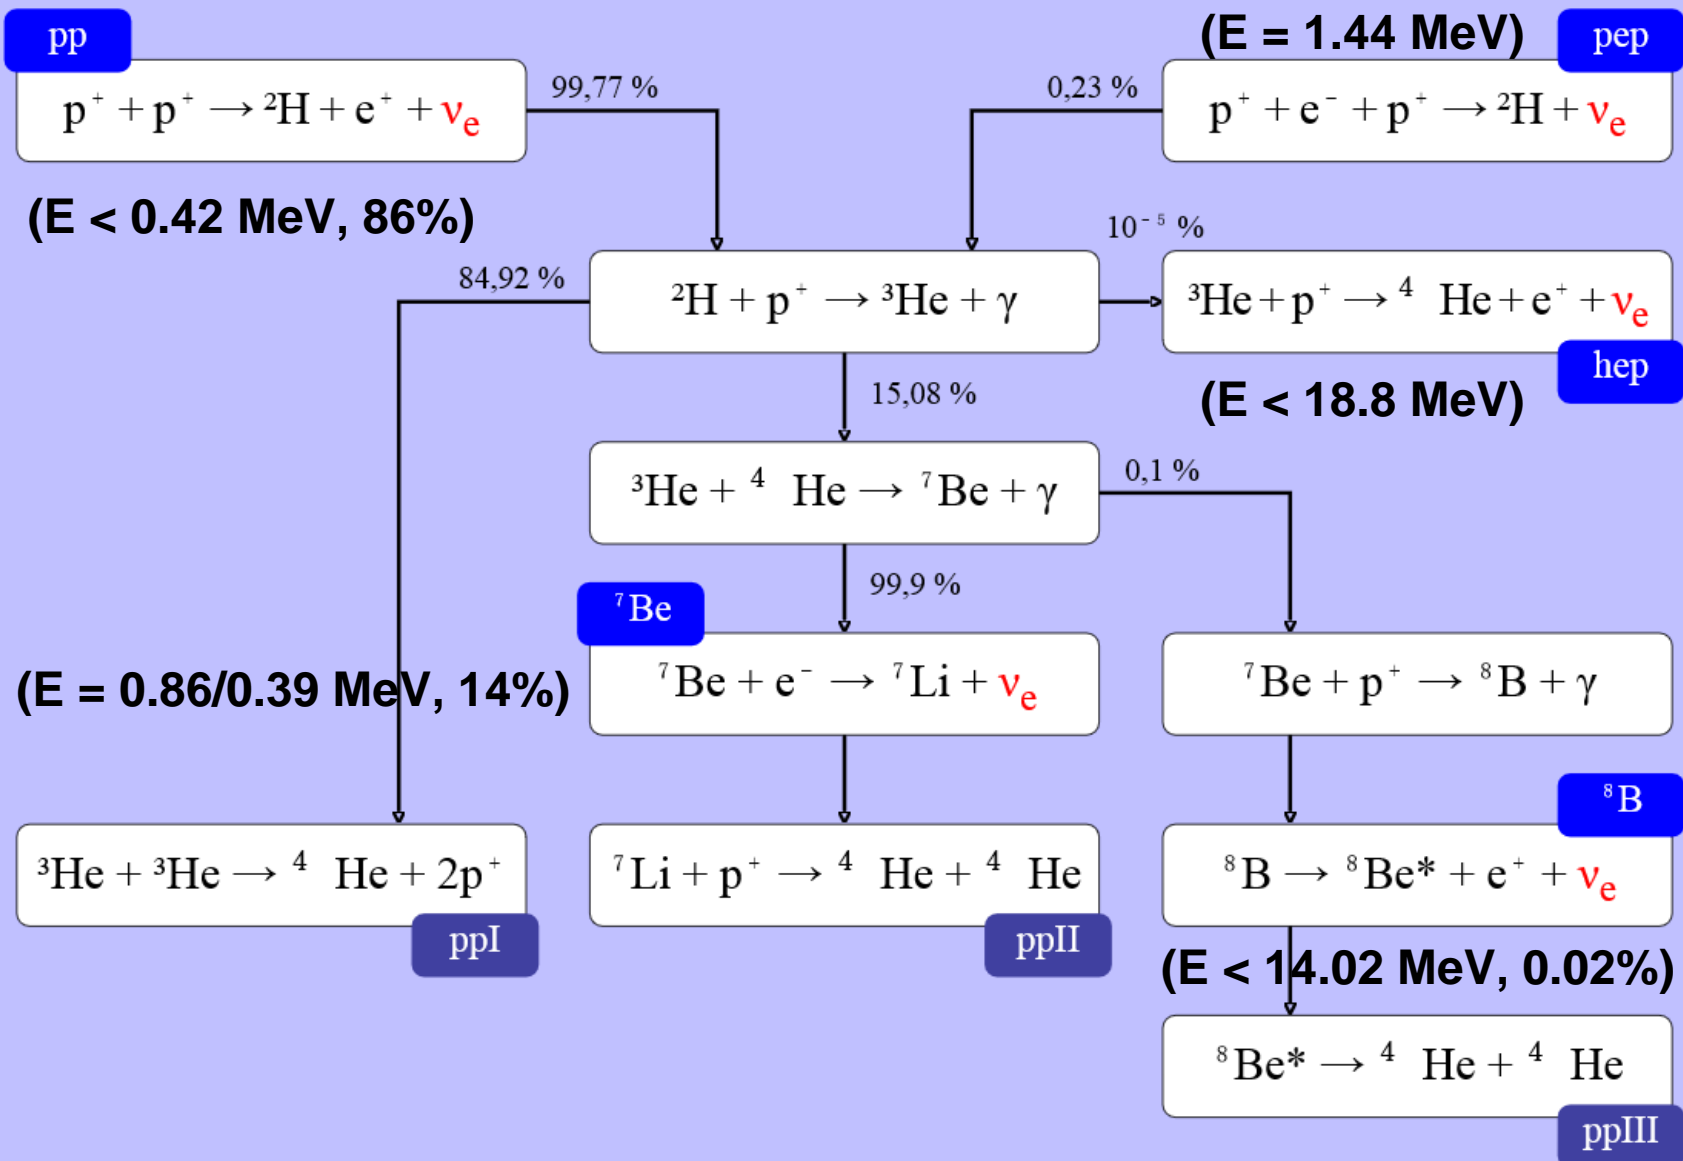 pp
(E = 1.44 MeV)
pep
p⁺ + p⁺ → ²H + e⁺ + νₑ
99,77 %
0,23 %
p⁺ + e⁻ + p⁺ → ²H + νₑ
(E < 0.42 MeV, 86%)
84,92 %
²H + p⁺ → ³He + γ
10⁻⁵ %
³He + p⁺ → ⁴ He + e⁺ + νₑ
hep
15,08 %
(E < 18.8 MeV)
³He + ⁴ He → ⁷Be + γ
0,1 %
99,9 %
⁷Be
(E = 0.86/0.39 MeV, 14%)
⁷Be + e⁻ → ⁷Li + νₑ
⁷Be + p⁺ → ⁸B + γ
⁸B
³He + ³He → ⁴ He + 2p⁺
ppI
⁷Li + p⁺ → ⁴ He + ⁴ He
ppII
⁸B → ⁸Be* + e⁺ + νₑ
(E < 14.02 MeV, 0.02%)
⁸Be* → ⁴ He + ⁴ He
ppIII